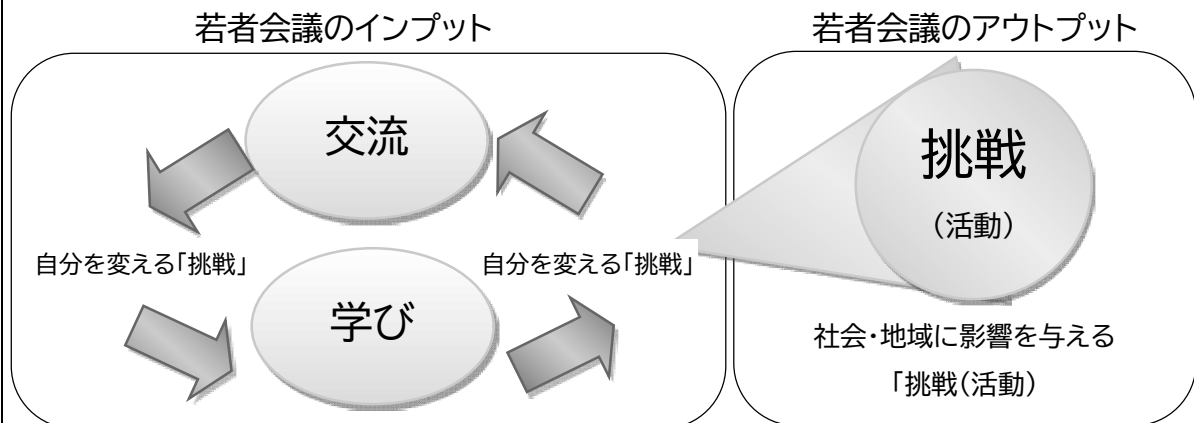 若者会議のインプット
交流
自分を変える「挑戦」
自分を変える「挑戦」
学び
若者会議のアウトプット
挑戦
(活動)
社会・地域に影響を与える
「挑戦(活動)